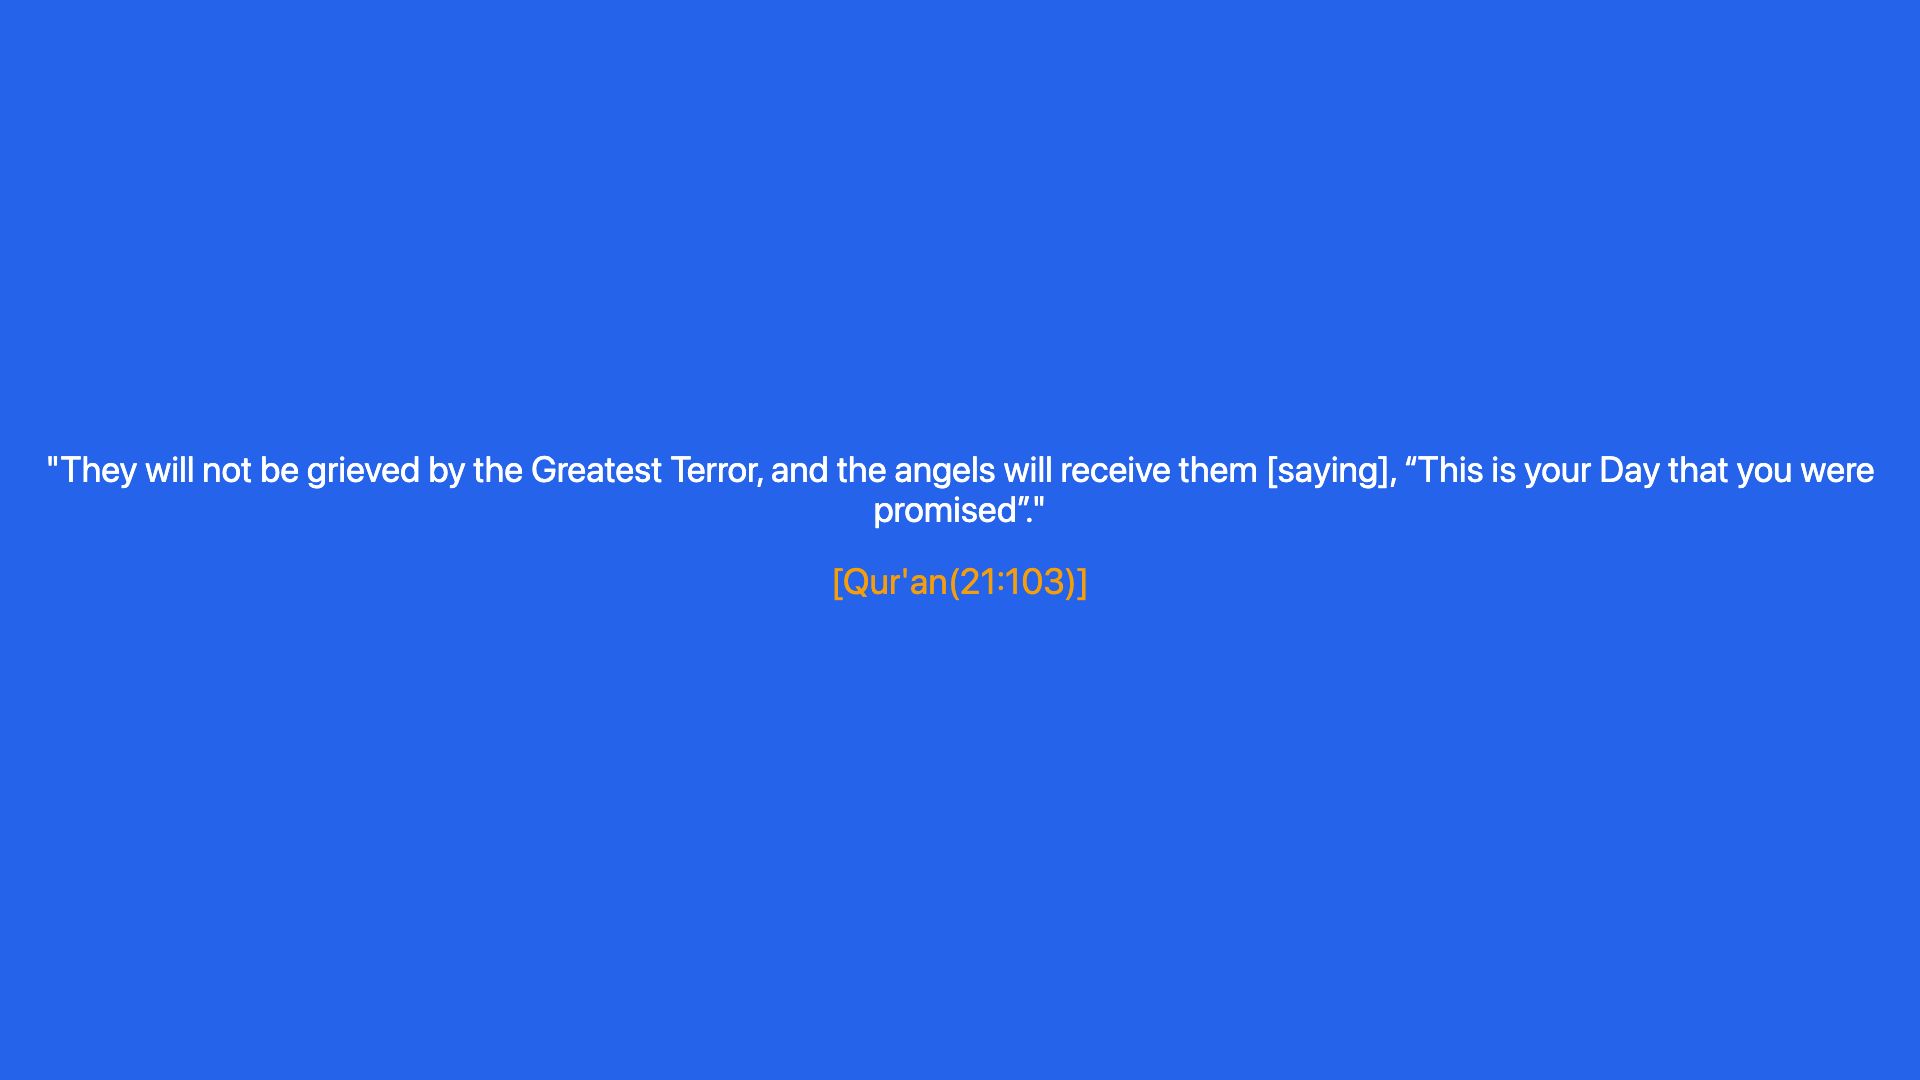 "They will not be grieved by the Greatest Terror, and the angels will receive them [saying], “This is your Day that you were
promised”."
[Qur'an(21:103)]